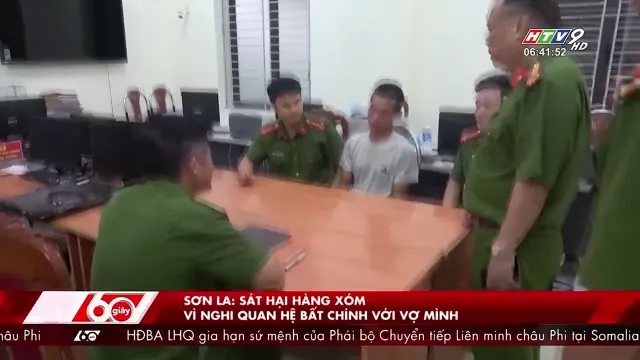 HTV9 HD
06:41:52
SƠN LA: SÁT HẠI HÀNG XÓM
VÌ NGHI QUAN HỆ BẤT CHÍNH VỚI VỢ MÌNH
60 giây
châu Phi
HĐBA LHQ gia hạn sứ mệnh của Phái bộ Chuyển tiếp Liên minh châu Phi tại Somalia